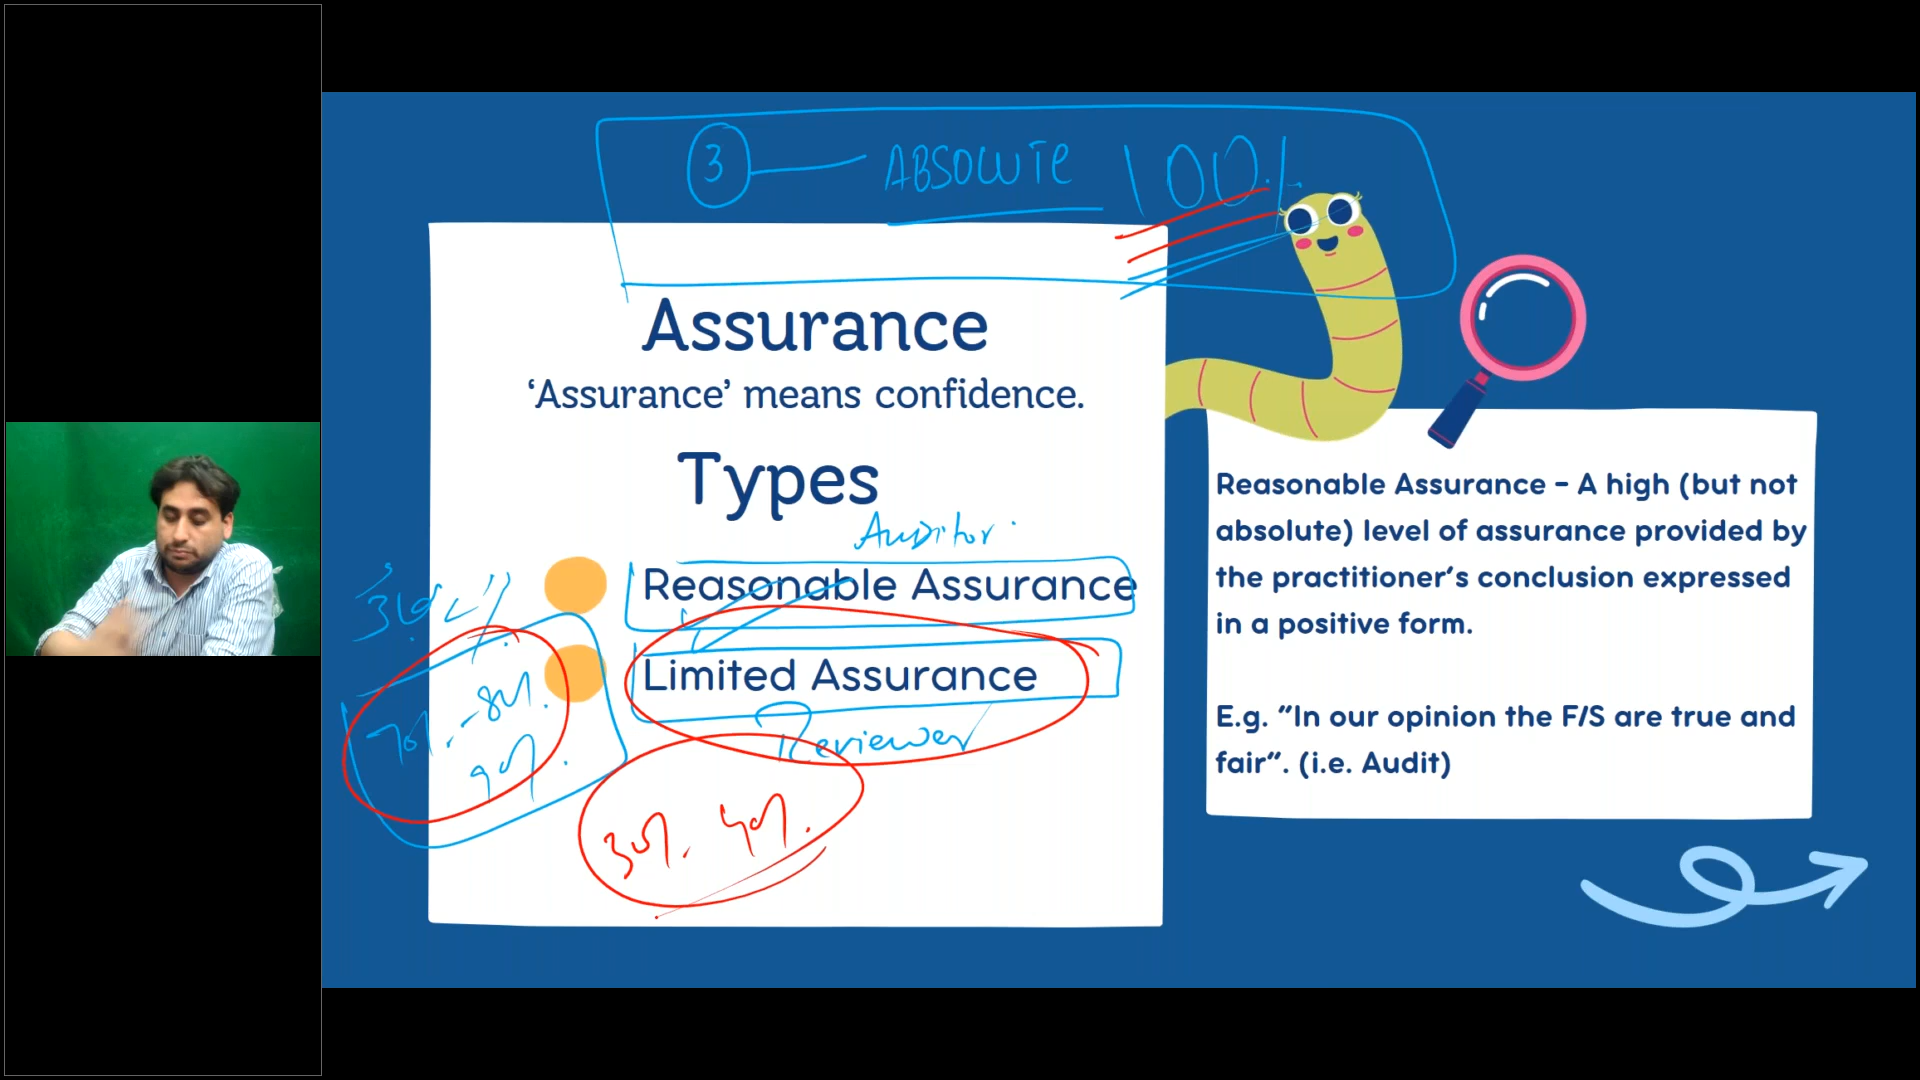 3 ABSOLUTE 100%
Assurance
‘Assurance’ means confidence.
Types
Auditor
Reasonable Assurance
Limited Assurance
Reviewer
70% - 80%
90%
30% 40%
Reasonable Assurance - A high (but not
absolute) level of assurance provided by
the practitioner’s conclusion expressed
in a positive form.
E.g. “In our opinion the F/S are true and
fair”. (i.e. Audit)